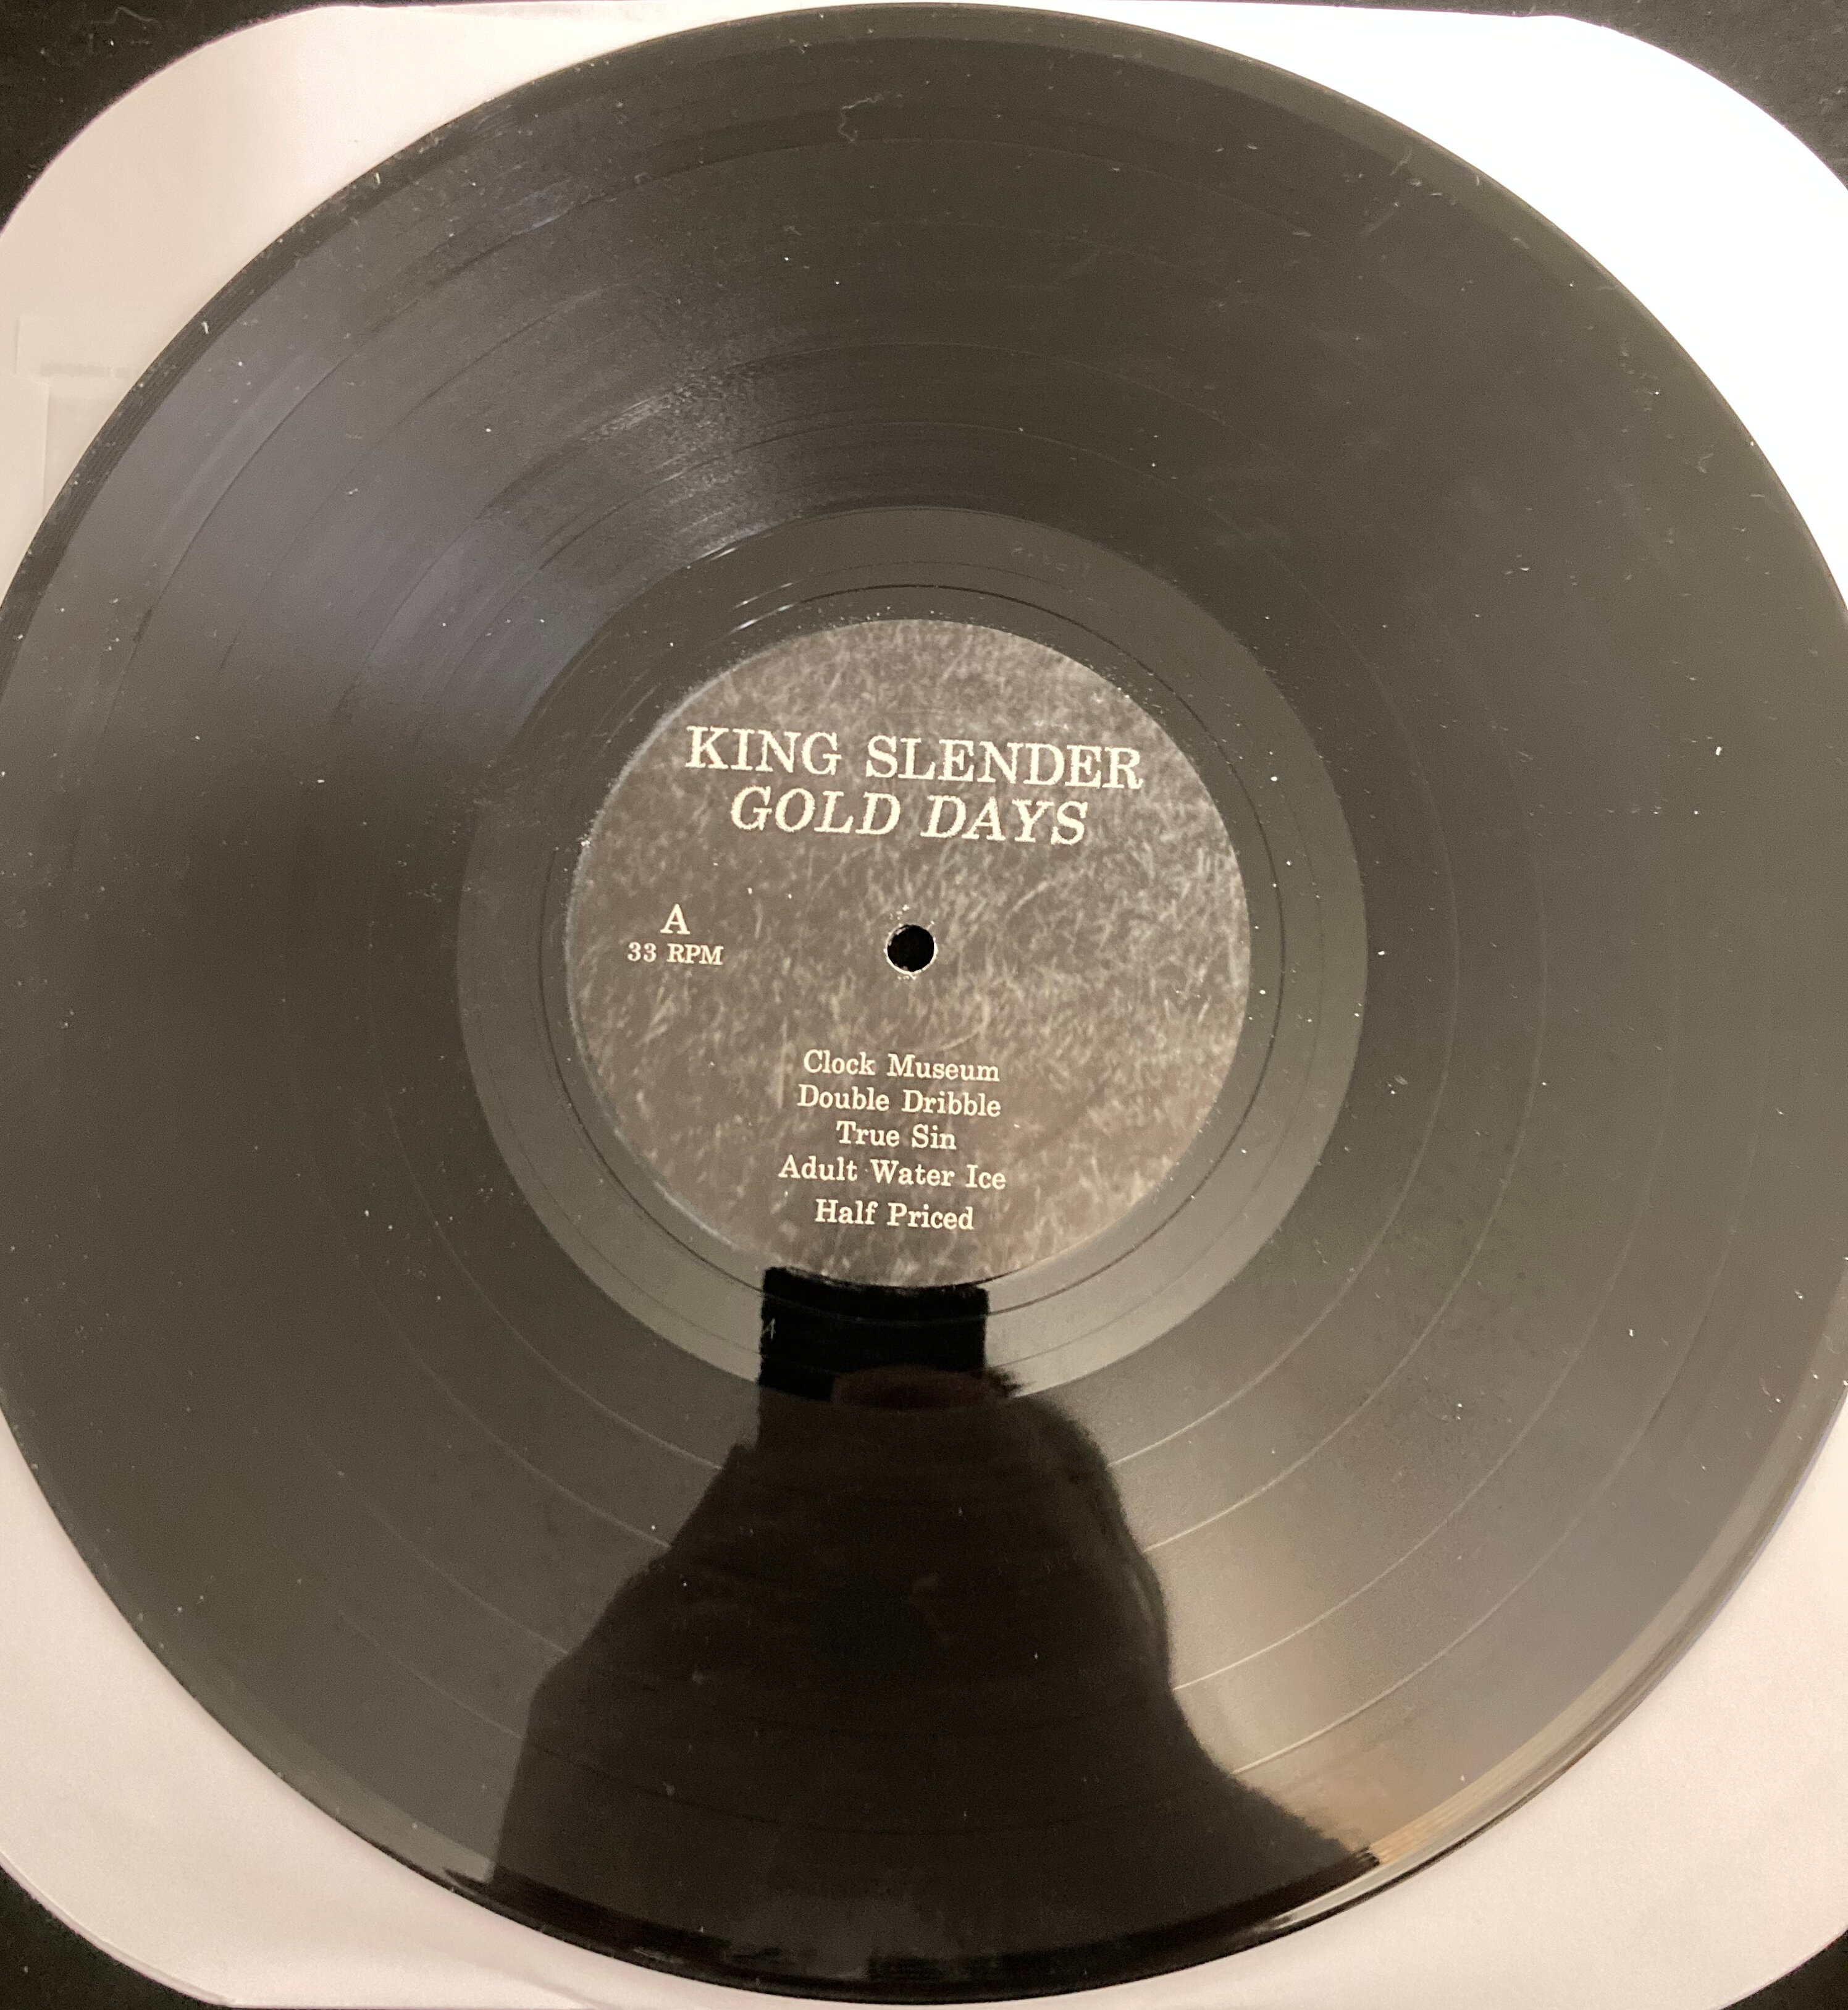 KING SLENDER
GOLD DAYS
A
33 RPM
Clock Museum
Double Dribble
True Sin
Adult Water Ice
Half Priced